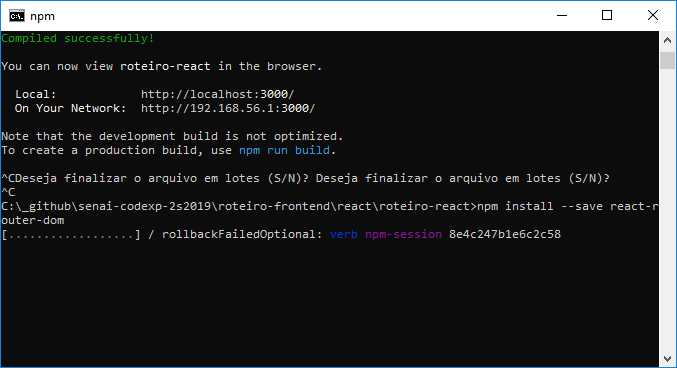 npm
Compiled successfully!
You can now view roteiro-react in the browser.
Local: http://localhost:3000/
On Your Network: http://192.168.56.1:3000/
Note that the development build is not optimized.
To create a production build, use npm run build.
^CDeseja finalizar o arquivo em lotes (S/N)? Deseja finalizar o arquivo em lotes (S/N)?
^C
C:\_github\senai-codexp-2s2019\roteiro-frontend\react\roteiro-react>npm install --save react-r
outer-dom
[..................] / rollbackFailedOptional: verb npm-session 8e4c247b1e6c2c58